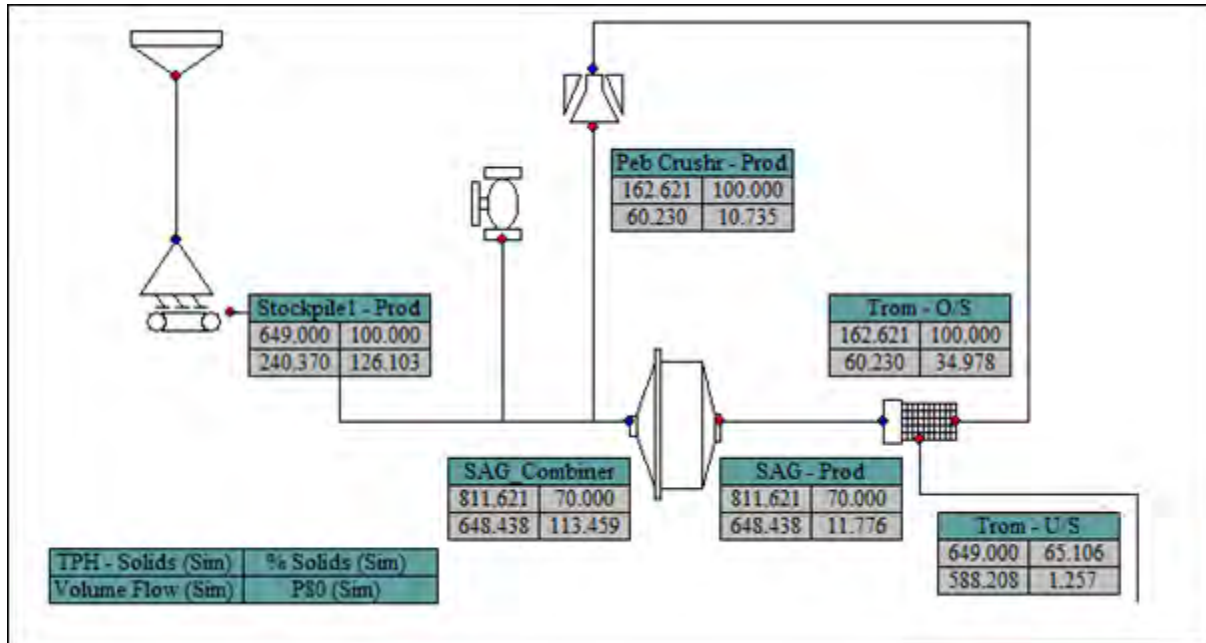 Peb Crushr - Prod
162.621 100.000
60.230 10.735
Stockpile1 - Prod
649.000 100.000
240.370 126.103
Trom - O/S
162.621 100.000
60.230 34.978
SAG_Combiner
811.621 70.000
648.438 113.459
SAG - Prod
811.621 70.000
648.438 11.776
Trom - U/S
649.000 65.106
588.208 1.257
TPH - Solids (Sim) % Solids (Sim)
Volume Flow (Sim) P80 (Sim)